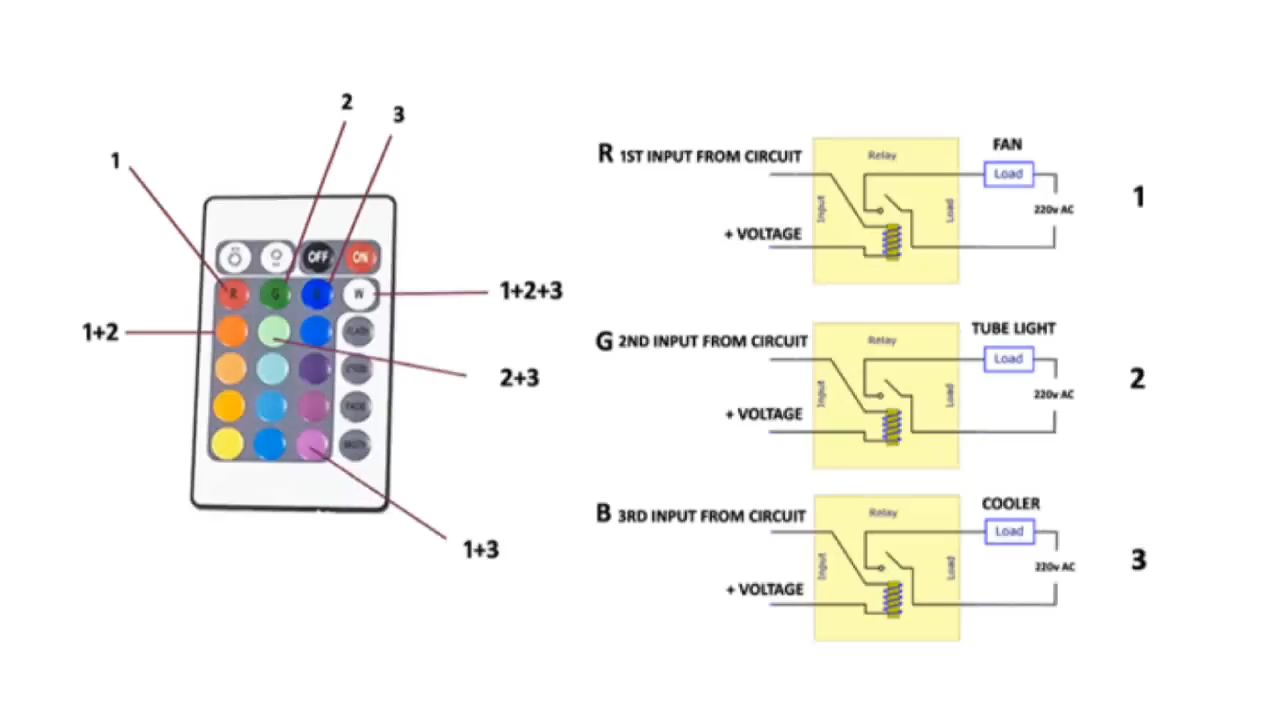 2
3
1
OFF
ON
R
G
W
1+2+3
1+2
2+3
1+3
R 1ST INPUT FROM CIRCUIT
+ VOLTAGE
Relay
Input
Load
FAN
Load
220v AC
1
G 2ND INPUT FROM CIRCUIT
+ VOLTAGE
Relay
Input
Load
TUBE LIGHT
Load
220v AC
2
B 3RD INPUT FROM CIRCUIT
+ VOLTAGE
Relay
Input
Load
COOLER
Load
220v AC
3